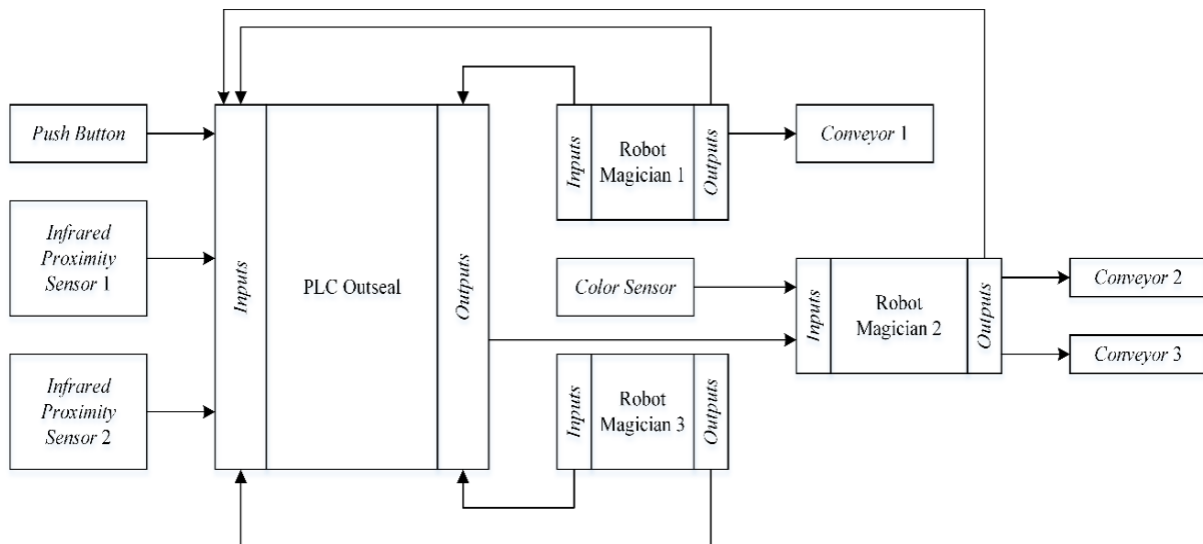 Push Button
Infrared
Proximity
Sensor 1
Infrared
Proximity
Sensor 2
Inputs
PLC Outseal
Outputs
Inputs
Robot
Magician 1
Outputs
Conveyor 1
Color Sensor
Inputs
Robot
Magician 2
Outputs
Conveyor 2
Conveyor 3
Inputs
Robot
Magician 3
Outputs